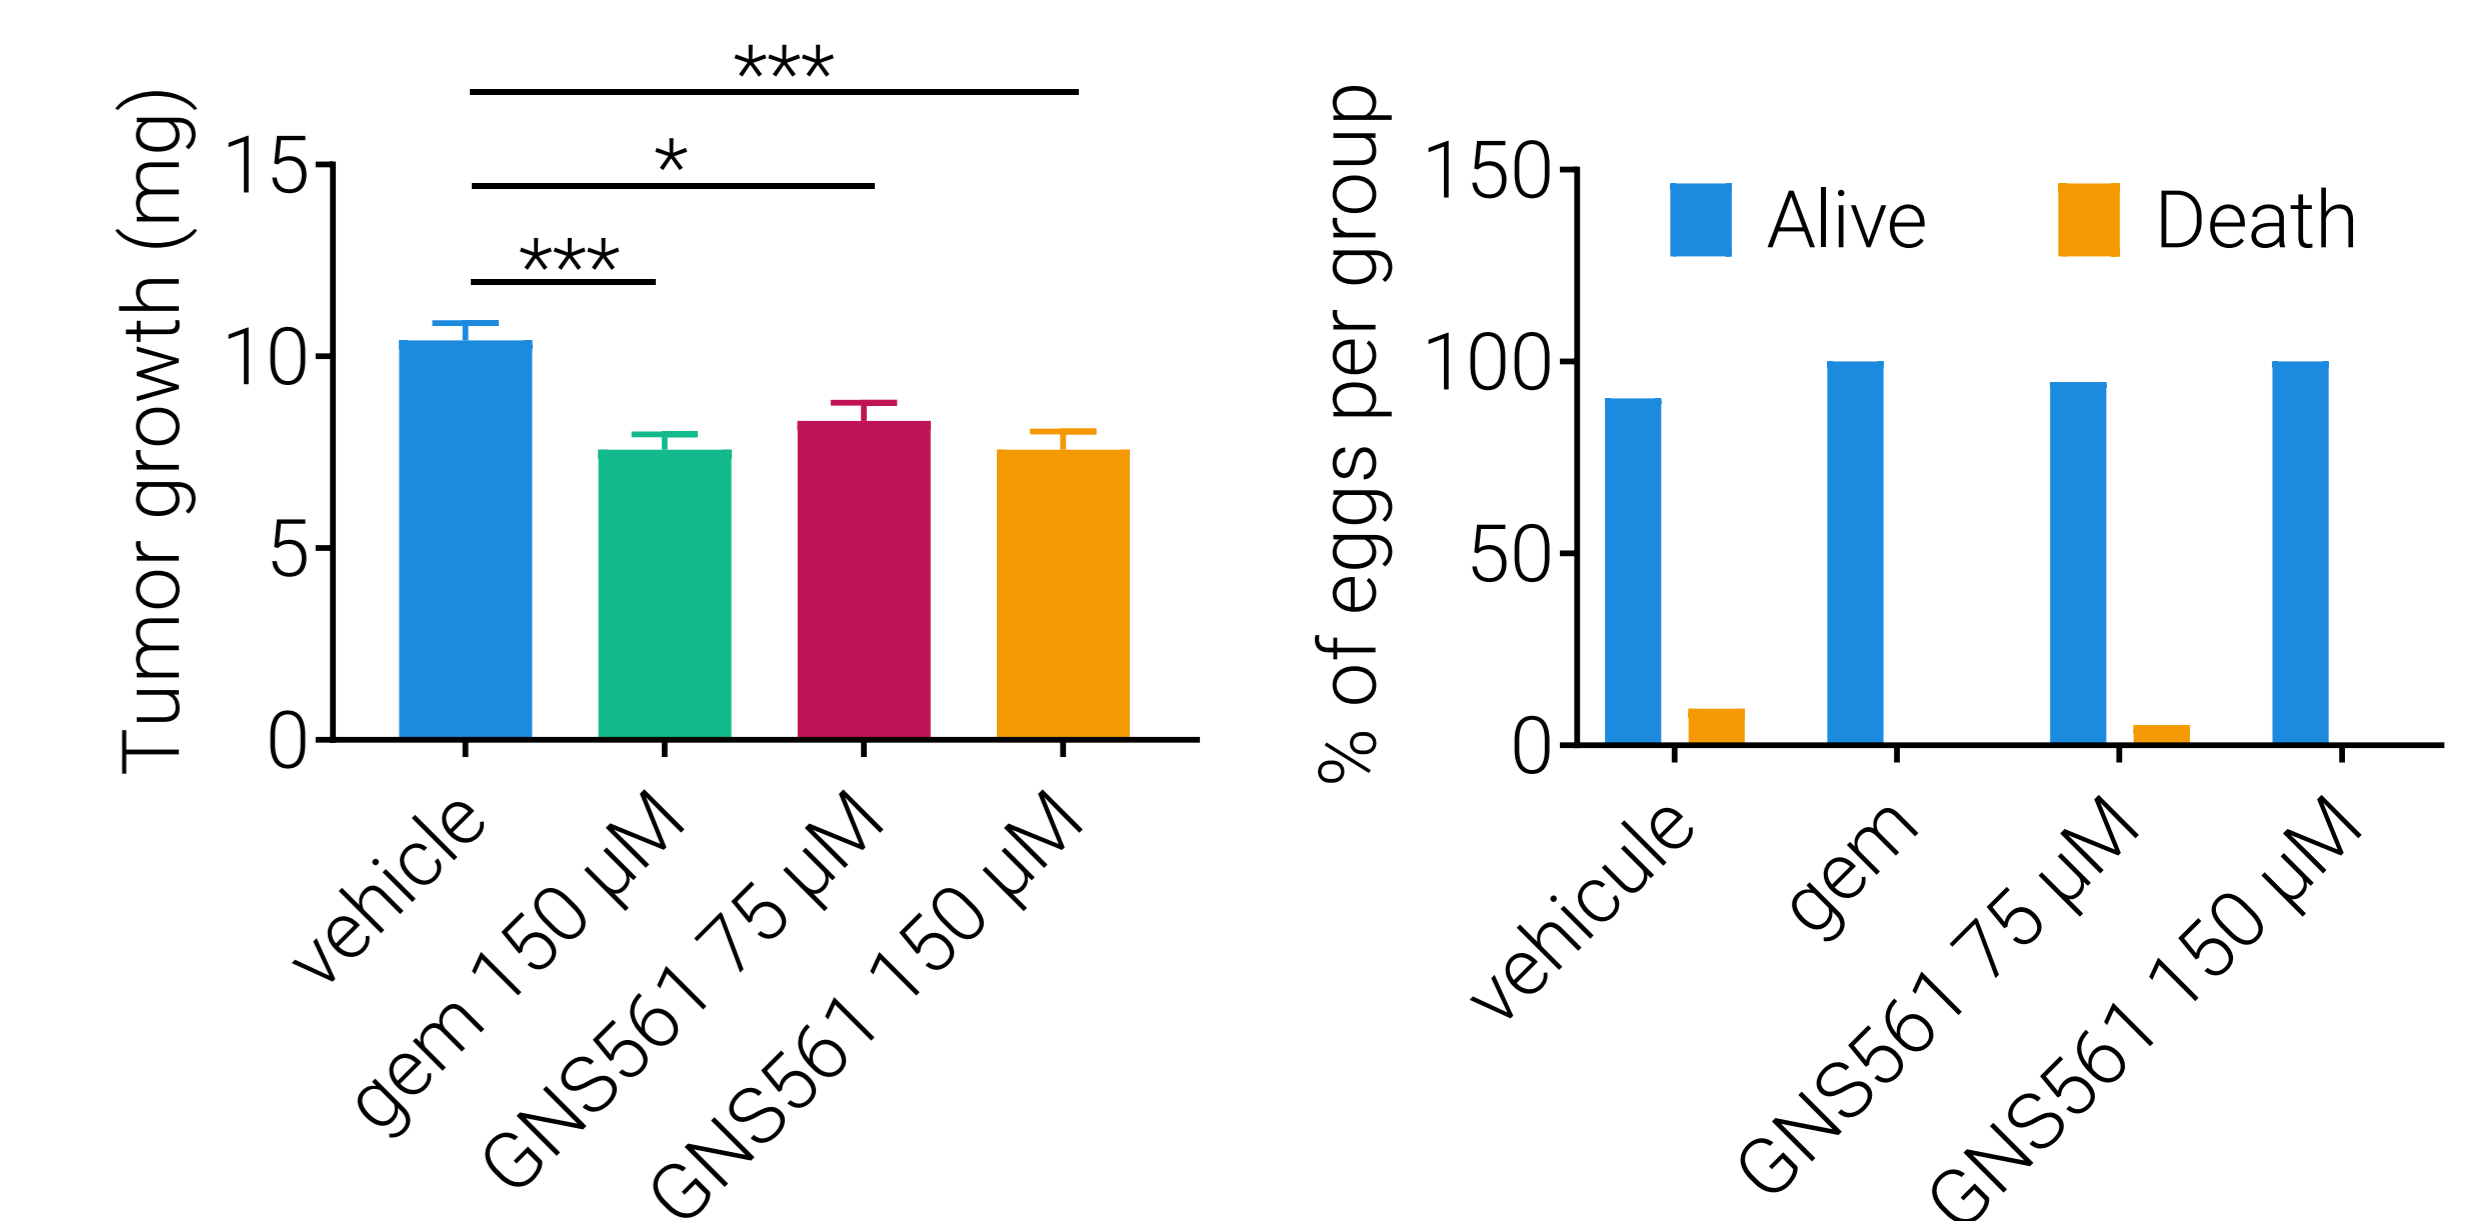 Tumor growth (mg)
15
10
5
0
***
*
***
vehicle
gem 150 µM
GNS561 75 µM
GNS561 150 µM
% of eggs per group
150
100
50
0
Alive
Death
vehicule
gem
GNS561 75 µM
GNS561 150 µM